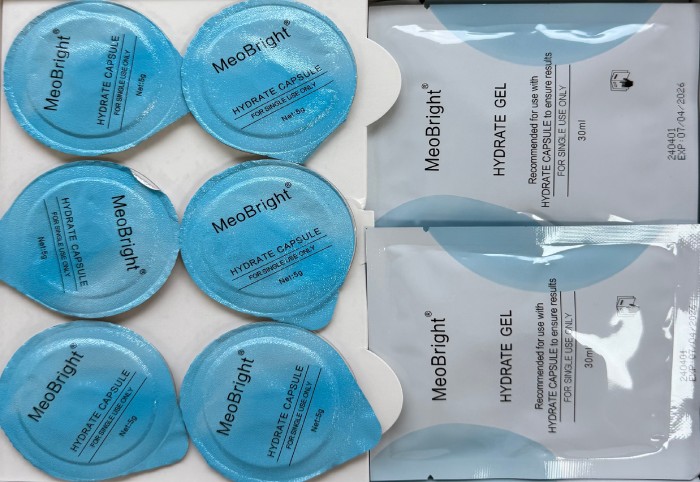 MeoBright®
HYDRATE CAPSULE
FOR SINGLE USE ONLY
Net:5g
MeoBright®
HYDRATE CAPSULE
FOR SINGLE USE ONLY
Net:5g
MeoBright®
HYDRATE CAPSULE
FOR SINGLE USE ONLY
Net:5g
MeoBright®
HYDRATE CAPSULE
FOR SINGLE USE ONLY
Net:5g
MeoBright®
HYDRATE CAPSULE
FOR SINGLE USE ONLY
Net:5g
MeoBright®
HYDRATE CAPSULE
FOR SINGLE USE ONLY
Net:5g
MeoBright®
HYDRATE GEL
Recommended for use with
HYDRATE CAPSULE to ensure results
FOR SINGLE USE ONLY
30ml
240401
EXP:07/04/2026
MeoBright®
HYDRATE GEL
Recommended for use with
HYDRATE CAPSULE to ensure results
FOR SINGLE USE ONLY
30ml
240401